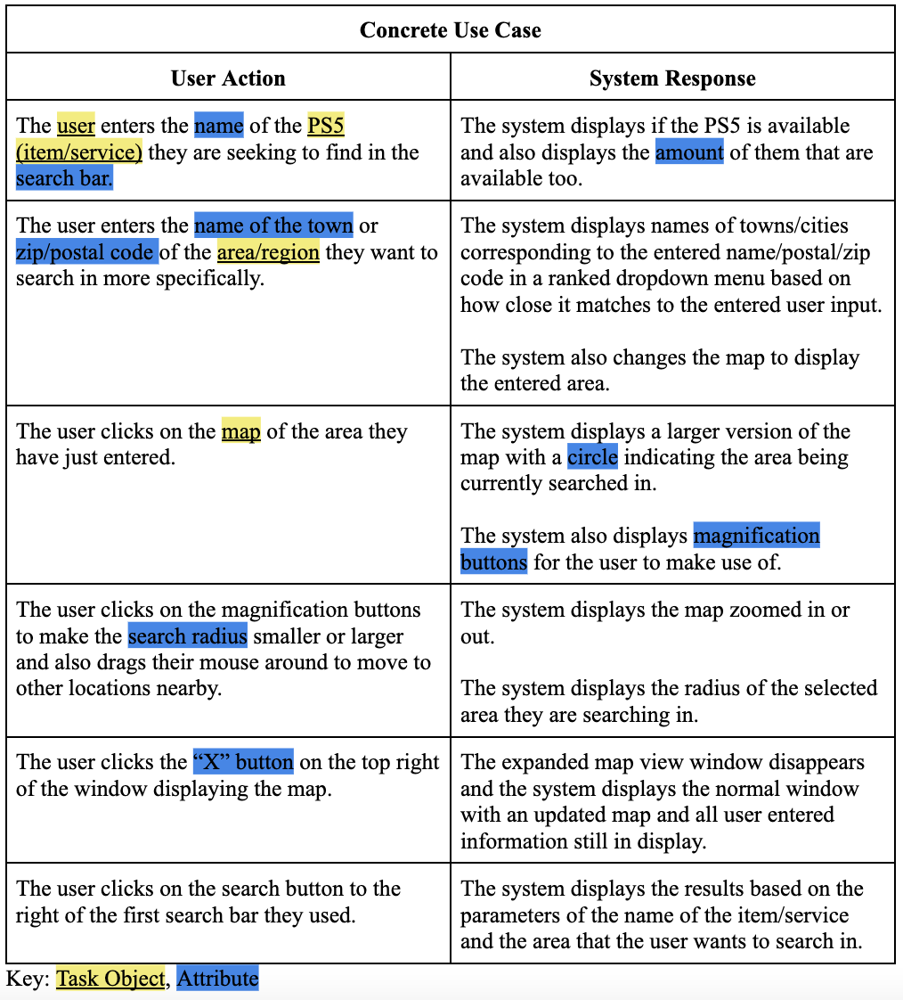 Concrete Use Case
User Action
System Response
The user enters the name of the PS5
(item/service) they are seeking to find in the
search bar.
The system displays if the PS5 is available
and also displays the amount of them that are
available too.
The user enters the name of the town or
zip/postal code of the area/region they want to
search in more specifically.
The system displays names of towns/cities
corresponding to the entered name/postal/zip
code in a ranked dropdown menu based on
how close it matches to the entered user input.
The system also changes the map to display
the entered area.
The user clicks on the map of the area they
have just entered.
The system displays a larger version of the
map with a circle indicating the area being
currently searched in.
The system also displays magnification
buttons for the user to make use of.
The user clicks on the magnification buttons
to make the search radius smaller or larger
and also drags their mouse around to move to
other locations nearby.
The system displays the map zoomed in or
out.
The system displays the radius of the selected
area they are searching in.
The user clicks the “X” button on the top right
of the window displaying the map.
The expanded map view window disappears
and the system displays the normal window
with an updated map and all user entered
information still in display.
The user clicks on the search button to the
right of the first search bar they used.
The system displays the results based on the
parameters of the name of the item/service
and the area that the user wants to search in.
Key: Task Object, Attribute